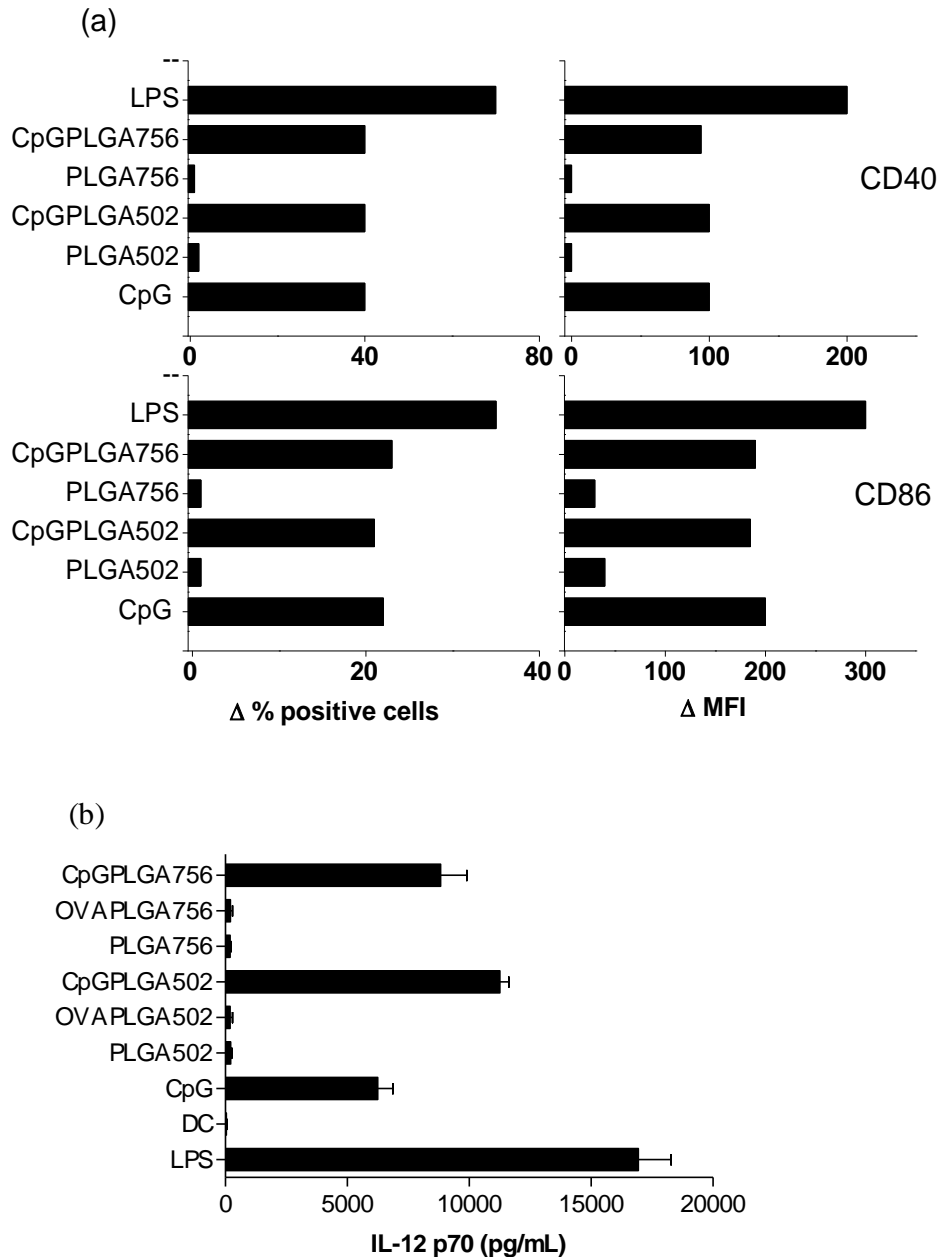 (a)
--
LPS
CpGPLGA756
PLGA756
CpGPLGA502
PLGA502
CpG
CD40
0 40 80
0 100 200
--
LPS
CpGPLGA756
PLGA756
CpGPLGA502
PLGA502
CpG
CD86
0 20 40
0 100 200 300
Δ % positive cells
Δ MFI
(b)
CpGPLGA756
OVAPLGA756
PLGA756
CpGPLGA502
OVAPLGA502
PLGA502
CpG
DC
LPS
0 5000 10000 15000 20000
IL-12 p70 (pg/mL)